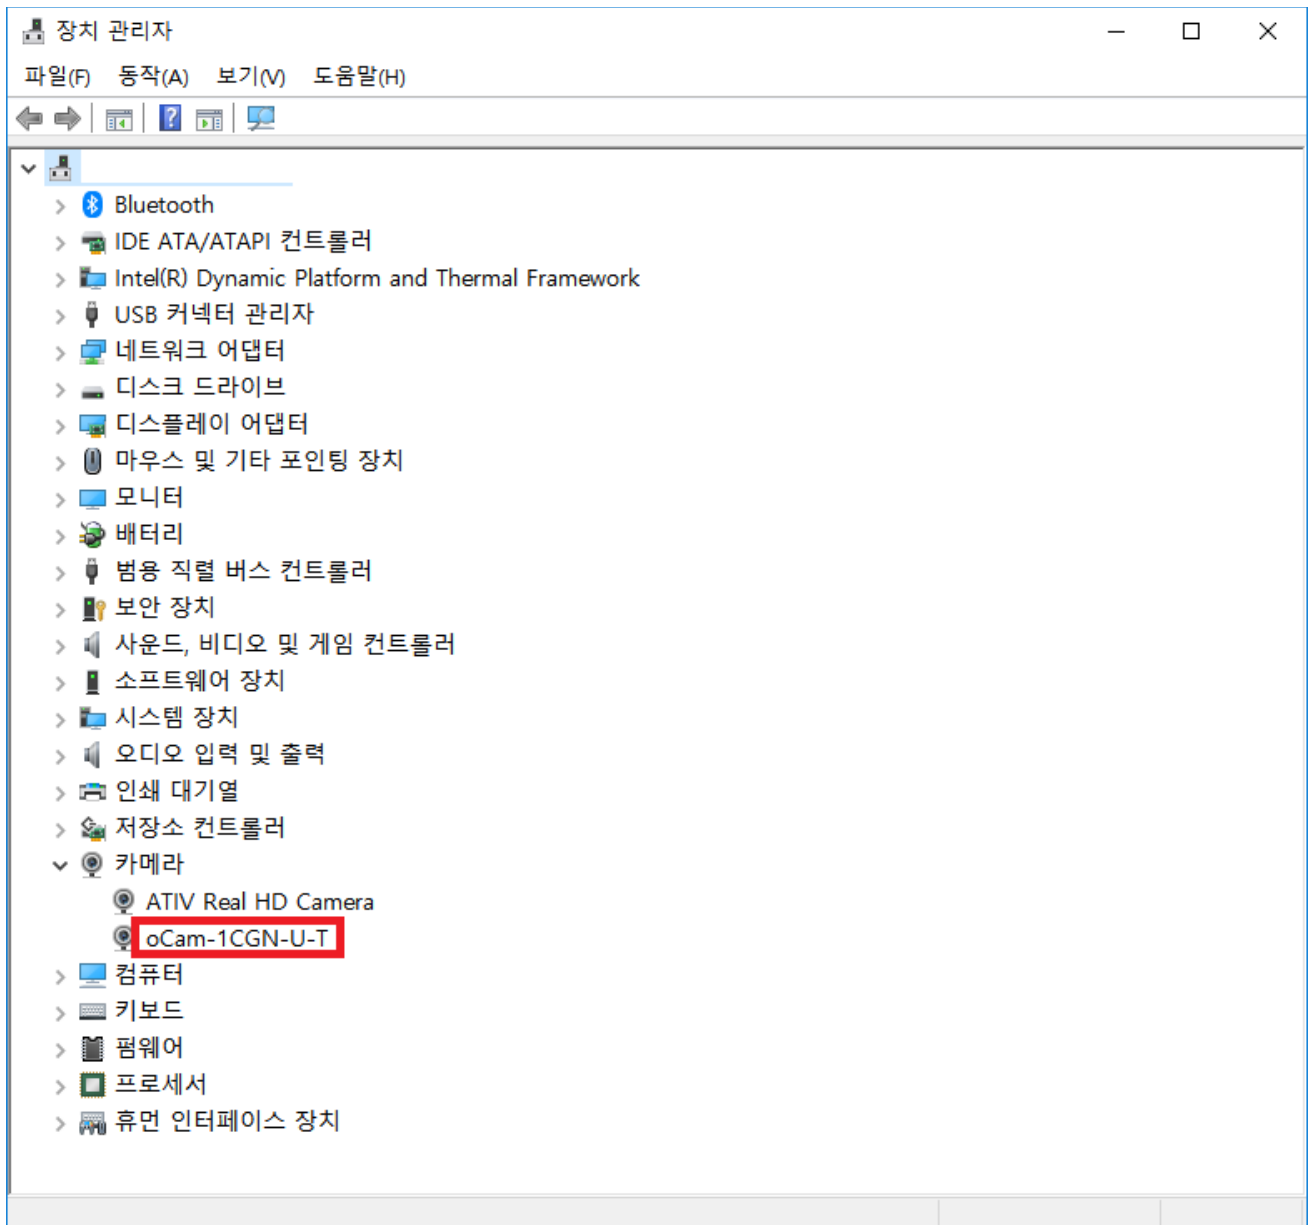 장치 관리자
파일(F) 동작(A) 보기(V) 도움말(H)
Bluetooth
IDE ATA/ATAPI 컨트롤러
Intel(R) Dynamic Platform and Thermal Framework
USB 커넥터 관리자
네트워크 어댑터
디스크 드라이브
디스플레이 어댑터
마우스 및 기타 포인팅 장치
모니터
배터리
범용 직렬 버스 컨트롤러
보안 장치
사운드, 비디오 및 게임 컨트롤러
소프트웨어 장치
시스템 장치
오디오 입력 및 출력
인쇄 대기열
저장소 컨트롤러
카메라
ATIV Real HD Camera
oCam-1CGN-U-T
컴퓨터
키보드
펌웨어
프로세서
휴먼 인터페이스 장치